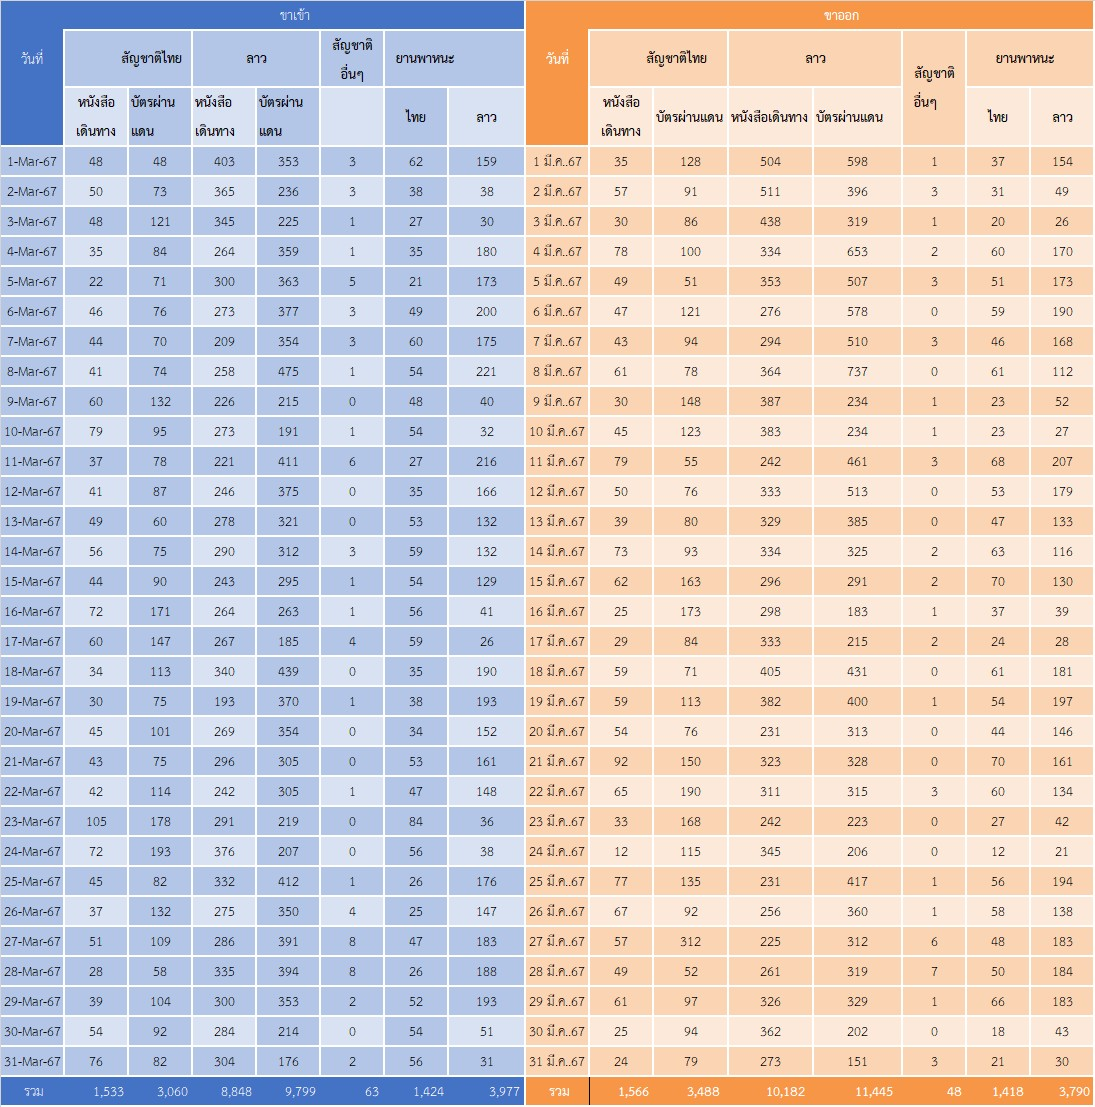 ขาเข้า ขาออก
วันที่ สัญชาติไทย ลาว สัญชาติอื่นๆ ยานพาหนะ วันที่ สัญชาติไทย ลาว สัญชาติอื่นๆ ยานพาหนะ
หนังสือเดินทาง บัตรผ่านแดน หนังสือเดินทาง บัตรผ่านแดน ไทย ลาว หนังสือเดินทาง บัตรผ่านแดน หนังสือเดินทาง บัตรผ่านแดน ไทย ลาว
1-Mar-67 48 48 403 353 3 62 159 1 มี.ค..67 35 128 504 598 1 37 154
2-Mar-67 50 73 365 236 3 38 38 2 มี.ค..67 57 91 511 396 3 31 49
3-Mar-67 48 121 345 225 1 27 30 3 มี.ค..67 30 86 438 319 1 20 26
4-Mar-67 35 84 264 359 1 35 180 4 มี.ค..67 78 100 334 653 2 60 170
5-Mar-67 22 71 300 363 5 21 173 5 มี.ค..67 49 51 353 507 3 51 173
6-Mar-67 46 76 273 377 3 49 200 6 มี.ค..67 47 121 276 578 0 59 190
7-Mar-67 44 70 209 354 3 60 175 7 มี.ค..67 43 94 294 510 3 46 168
8-Mar-67 41 74 258 475 1 54 221 8 มี.ค..67 61 78 364 737 0 61 112
9-Mar-67 60 132 226 215 0 48 40 9 มี.ค..67 30 148 387 234 1 23 52
10-Mar-67 79 95 273 191 1 54 32 10 มี.ค..67 45 123 383 234 1 23 27
11-Mar-67 37 78 221 411 6 27 216 11 มี.ค..67 79 55 242 461 3 68 207
12-Mar-67 41 87 246 375 0 35 166 12 มี.ค..67 50 76 333 513 0 53 179
13-Mar-67 49 60 278 321 0 53 132 13 มี.ค..67 39 80 329 385 0 47 133
14-Mar-67 56 75 290 312 3 59 132 14 มี.ค..67 73 93 334 325 2 63 116
15-Mar-67 44 90 243 295 1 54 129 15 มี.ค..67 62 163 296 291 2 70 130
16-Mar-67 72 171 264 263 1 56 41 16 มี.ค..67 25 173 298 183 1 37 39
17-Mar-67 60 147 267 185 4 59 26 17 มี.ค..67 29 84 333 215 2 24 28
18-Mar-67 34 113 340 439 0 35 190 18 มี.ค..67 59 71 405 431 0 61 181
19-Mar-67 30 75 193 370 1 38 193 19 มี.ค..67 59 113 382 400 1 54 197
20-Mar-67 45 101 269 354 0 34 152 20 มี.ค..67 54 76 231 313 0 44 146
21-Mar-67 43 75 296 305 0 53 161 21 มี.ค..67 92 150 323 328 0 70 161
22-Mar-67 42 114 242 305 1 47 148 22 มี.ค..67 65 190 311 315 3 60 134
23-Mar-67 105 178 291 219 0 84 36 23 มี.ค..67 33 168 242 223 0 27 42
24-Mar-67 72 193 376 207 0 56 38 24 มี.ค..67 12 115 345 206 0 12 21
25-Mar-67 45 82 332 412 1 26 176 25 มี.ค..67 77 135 231 417 1 56 194
26-Mar-67 37 132 275 350 4 25 147 26 มี.ค..67 67 92 256 360 1 58 138
27-Mar-67 51 109 286 391 8 47 183 27 มี.ค..67 57 312 225 312 6 48 183
28-Mar-67 28 58 335 394 8 26 188 28 มี.ค..67 49 52 261 319 7 50 184
29-Mar-67 39 104 300 353 2 52 193 29 มี.ค..67 61 97 326 329 1 66 183
30-Mar-67 54 92 284 214 0 54 51 30 มี.ค..67 25 94 362 202 0 18 43
31-Mar-67 76 82 304 176 2 56 31 31 มี.ค..67 24 79 273 151 3 21 30
รวม 1,533 3,060 8,848 9,799 63 1,424 3,977 รวม 1,566 3,488 10,182 11,445 48 1,418 3,790